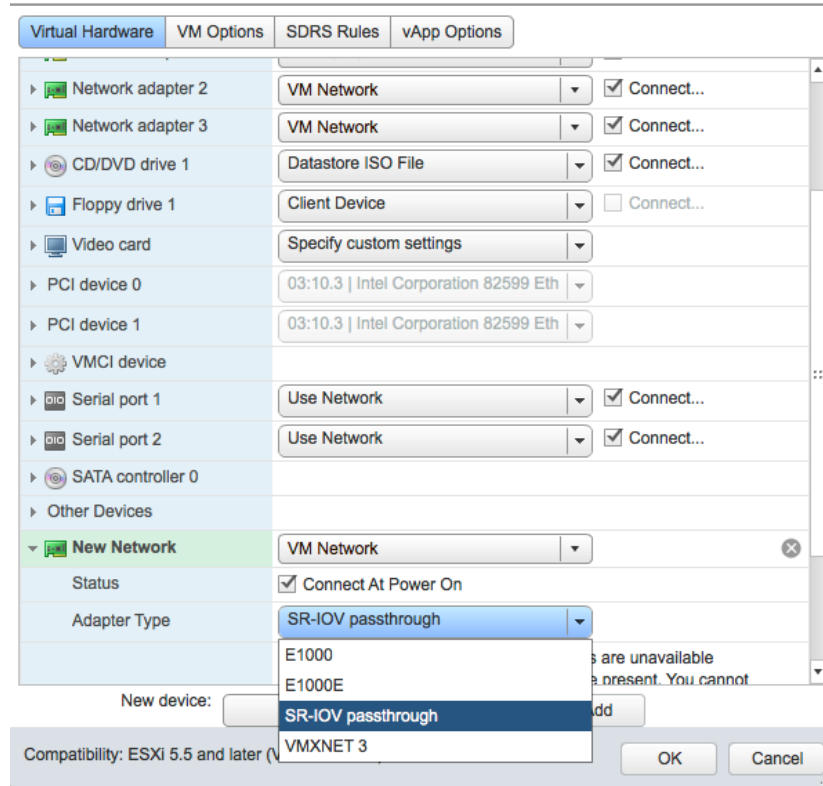 Virtual Hardware VM Options SDRS Rules vApp Options
Network adapter 2 VM Network Connect...
Network adapter 3 VM Network Connect...
CD/DVD drive 1 Datastore ISO File Connect...
Floppy drive 1 Client Device Connect...
Video card Specify custom settings
PCI device 0 03:10.3 | Intel Corporation 82599 Eth
PCI device 1 03:10.3 | Intel Corporation 82599 Eth
VMCI device
Serial port 1 Use Network Connect...
Serial port 2 Use Network Connect...
SATA controller 0
Other Devices
New Network VM Network
Status Connect At Power On
Adapter Type SR-IOV passthrough
E1000 are unavailable
E1000E present. You cannot
New device:
SR-IOV passthrough
VMXNET 3
Compatibility: ESXi 5.5 and later OK Cancel